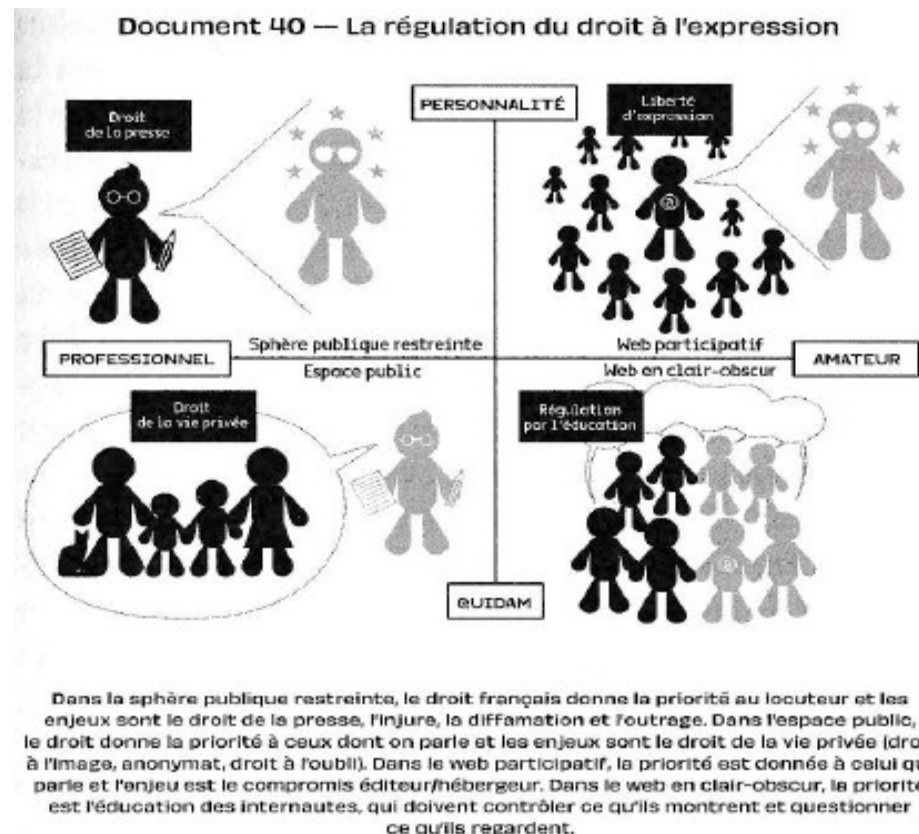 Document 40 — La régulation du droit à l'expression
PERSONNALITÉ
Droit
de la presse
Liberté
d'expression
@
PROFESSIONNEL
Sphère publique restreinte
Web participatif
AMATEUR
Espace public
Web en clair-obscur
Droit
de la vie privée
Régulation
par l'éducation
@
QUIDAM
Dans la sphère publique restreinte, le droit français donne la priorité au locuteur et les
enjeux sont le droit de la presse, l'injure, la diffamation et l'outrage. Dans l'espace public,
le droit donne la priorité à ceux dont on parle et les enjeux sont le droit de la vie privée (dro
à l'image, anonymat, droit à l'oubli). Dans le web participatif, la priorité est donnée à celui qu
parle et l'enjeu est le compromis éditeur/hébergeur. Dans le web en clair-obscur, la priorité
est l'éducation des internautes, qui doivent contrôler ce qu'ils montrent et questionner
ce qu'ils regardent.